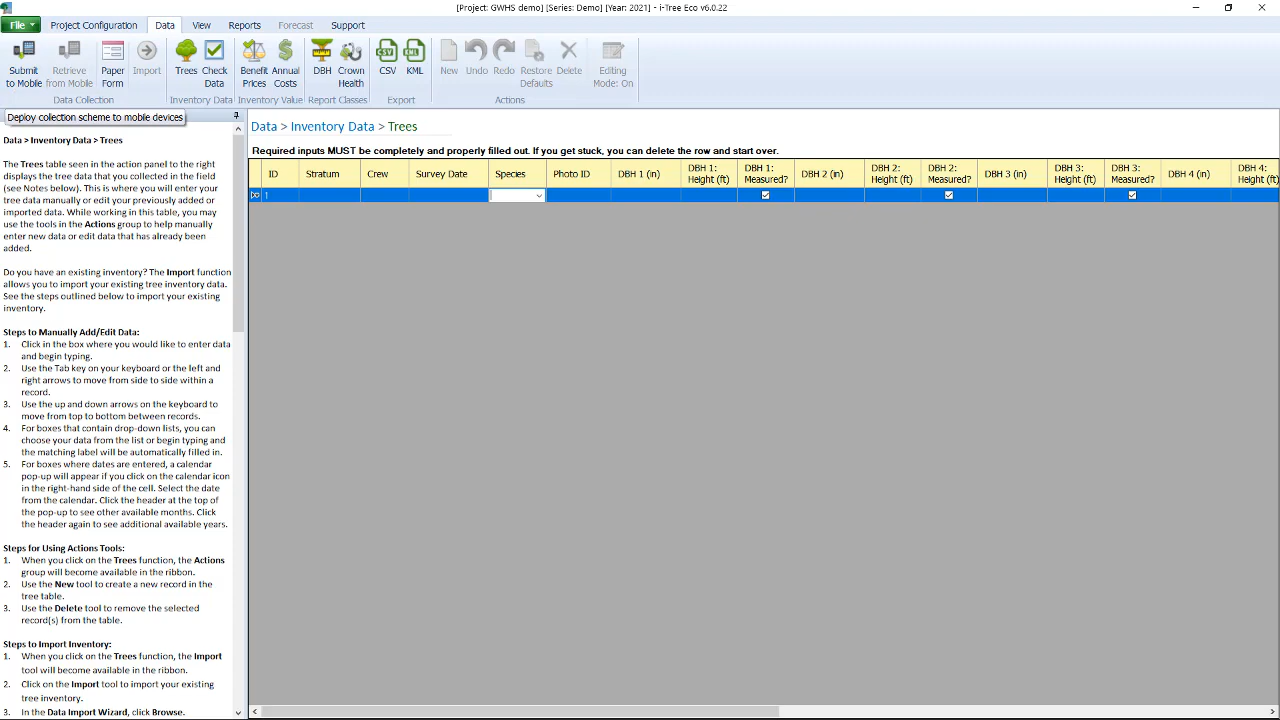 [Project: GWHS demo] [Series: Demo] [Year: 2021] - i-Tree Eco v6.0.22
File Project Configuration Data View Reports Forecast Support
Submit to Mobile
Retrieve from Mobile
Paper Form
Import
Trees
Check Data
Benefit Prices
Annual Costs
DBH
Crown Health
CSV
KML
New
Undo
Redo
Restore Defaults
Delete
Editing Mode: On
Data Collection Inventory Data Inventory Value Report Classes Export Actions
Deploy collection scheme to mobile devices
Data > Inventory Data > Trees
The Trees table seen in the action panel to the right
displays the tree data that you collected in the field
(see Notes below). This is where you will enter your
tree data manually or edit your previously added or
imported data. While working in this table, you may
use the tools in the Actions group to help manually
enter new data or edit data that has already been
added.
Do you have an existing inventory? The Import function
allows you to import your existing tree inventory data.
See the steps outlined below to import your existing
inventory.
Steps to Manually Add/Edit Data:
1. Click in the box where you would like to enter data
and begin typing.
2. Use the Tab key on your keyboard or the left and
right arrows to move from side to side within a
record.
3. Use the up and down arrows on the keyboard to
move from top to bottom between records.
4. For boxes that contain drop-down lists, you can
choose your data from the list or begin typing and
the matching label will be automatically filled in.
5. For boxes where dates are entered, a calendar
pop-up will appear if you click on the calendar icon
in the right-hand side of the cell. Select the date
from the calendar. Click the header at the top of
the pop-up to see other available months. Click
the header again to see additional available years.
Steps for Using Actions Tools:
1. When you click on the Trees function, the Actions
group will become available in the ribbon.
2. Use the New tool to create a new record in the
tree table.
3. Use the Delete tool to remove the selected
record(s) from the table.
Steps to Import Inventory:
1. When you click on the Trees function, the Import
tool will become available in the ribbon.
2. Click on the Import tool to import your existing
tree inventory.
3. In the Data Import Wizard, click Browse.
Data > Inventory Data > Trees
Required inputs MUST be completely and properly filled out. If you get stuck, you can delete the row and start over.
ID Stratum Crew Survey Date Species Photo ID DBH 1 (in) DBH 1: Height (ft) DBH 1: Measured? DBH 2 (in) DBH 2: Height (ft) DBH 2: Measured? DBH 3 (in) DBH 3: Height (ft) DBH 3: Measured? DBH 4 (in) DBH 4: Height (ft)
1